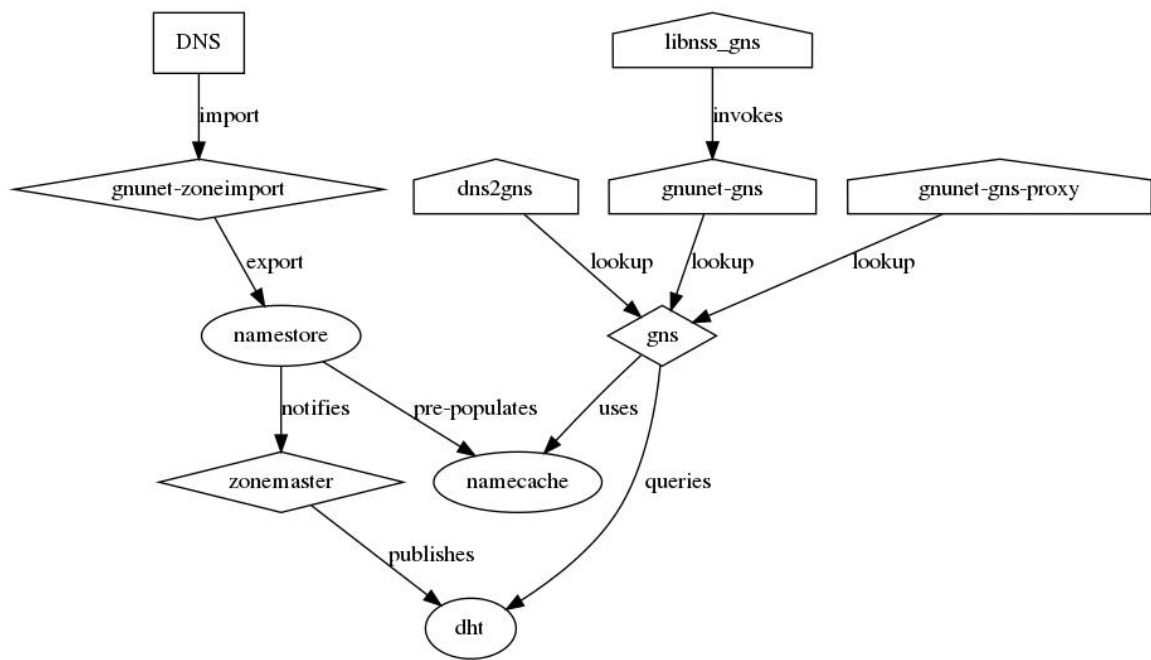 DNS
libnss_gns
import
invokes
gnunet-zoneimport
dns2gns
gnunet-gns
gnunet-gns-proxy
export
lookup
lookup
lookup
namestore
gns
notifies
pre-populates
uses
zonemaster
namecache
queries
publishes
dht